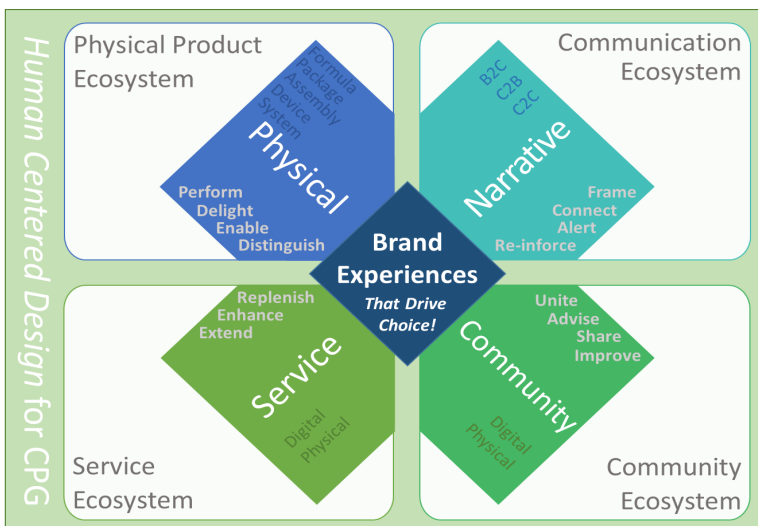 Human Centered Design for CPG
Physical Product
Ecosystem
Formula
Package
Assembly
Device
System
Physical
Perform
Delight
Enable
Distinguish
Communication
Ecosystem
B2C
C2B
C2C
Narrative
Frame
Connect
Alert
Re-inforce
Brand
Experiences
That Drive
Choice!
Replenish
Enhance
Extend
Service
Digital
Physical
Service
Ecosystem
Unite
Advise
Share
Improve
Community
Digital
Physical
Community
Ecosystem